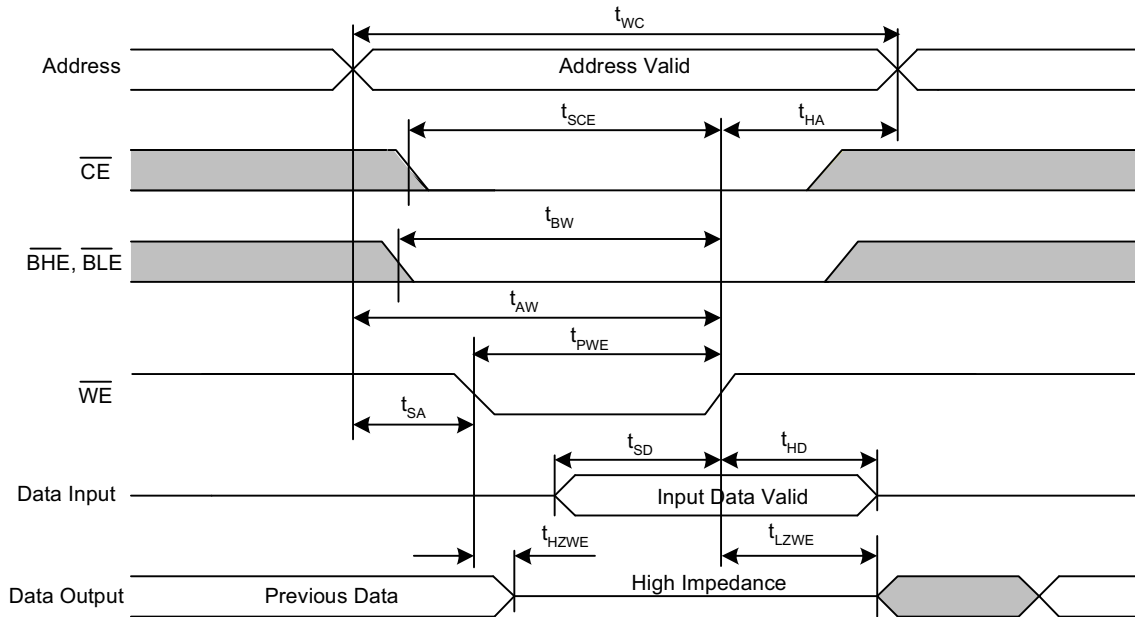 tWC
Address
Address Valid
tSCE
tHA
CE
tBW
BHE, BLE
tAW
tPWE
WE
tSA
tSD
tHD
Data Input
Input Data Valid
tHZWE
tLZWE
Data Output
Previous Data
High Impedance